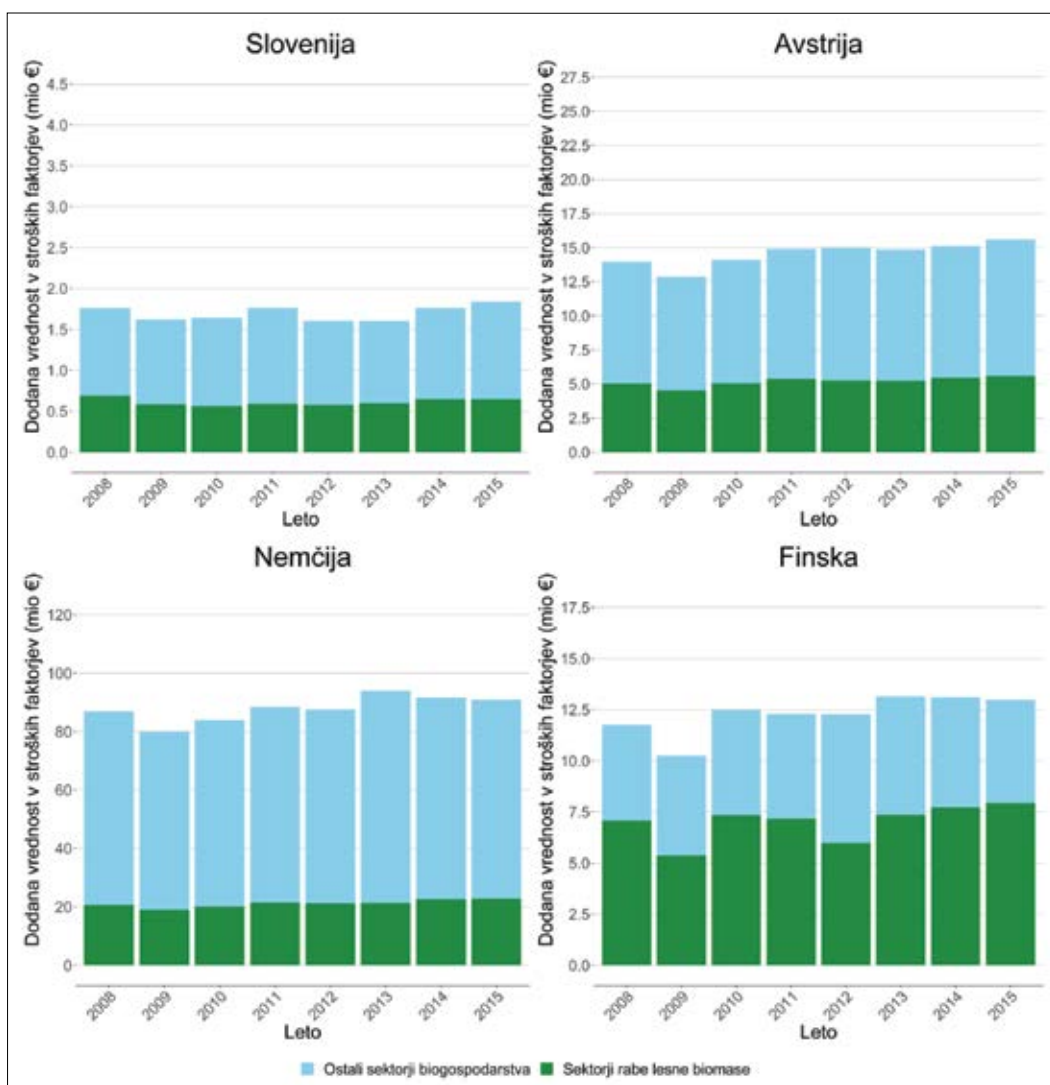 Slovenija
Dodana vrednost v stroških faktorjev (mio €)
4.5
4.0
3.5
3.0
2.5
2.0
1.5
1.0
0.5
0.0
2008 2009 2010 2011 2012 2013 2014 2015
Leto
Avstrija
Dodana vrednost v stroških faktorjev (mio €)
27.5
25.0
22.5
20.0
17.5
15.0
12.5
10.0
7.5
5.0
2.5
0.0
2008 2009 2010 2011 2012 2013 2014 2015
Leto
Nemčija
Dodana vrednost v stroških faktorjev (mio €)
120
100
80
60
40
20
0
2008 2009 2010 2011 2012 2013 2014 2015
Leto
Finska
Dodana vrednost v stroških faktorjev (mio €)
17.5
15.0
12.5
10.0
7.5
5.0
2.5
0.0
2008 2009 2010 2011 2012 2013 2014 2015
Leto
Ostali sektorji biogospodarstva Sektorji rabe lesne biomase